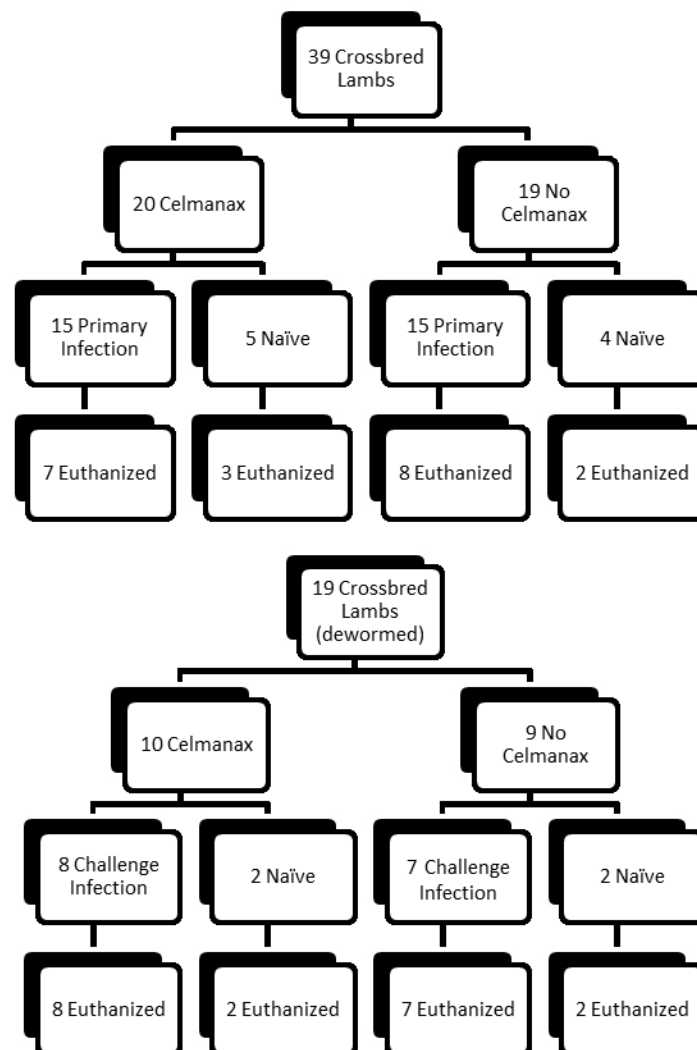 39 Crossbred
Lambs
20 Celmanax
19 No
Celmanax
15 Primary
Infection
5 Naïve
15 Primary
Infection
4 Naïve
7 Euthanized
3 Euthanized
8 Euthanized
2 Euthanized
19 Crossbred
Lambs
(dewormed)
10 Celmanax
9 No
Celmanax
8 Challenge
Infection
2 Naïve
7 Challenge
Infection
2 Naïve
8 Euthanized
2 Euthanized
7 Euthanized
2 Euthanized